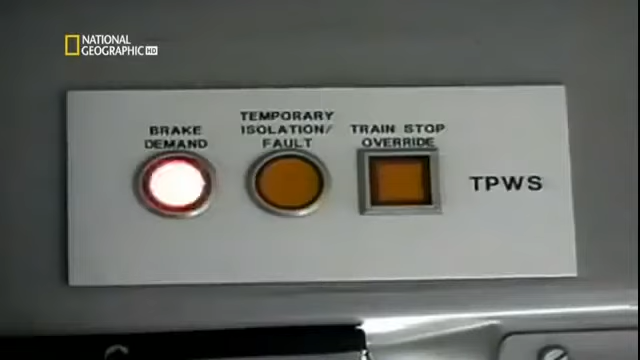 NATIONAL
GEOGRAPHIC HD
BRAKE
DEMAND
TEMPORARY
ISOLATION/
FAULT
TRAIN STOP
OVERRIDE
TPWS